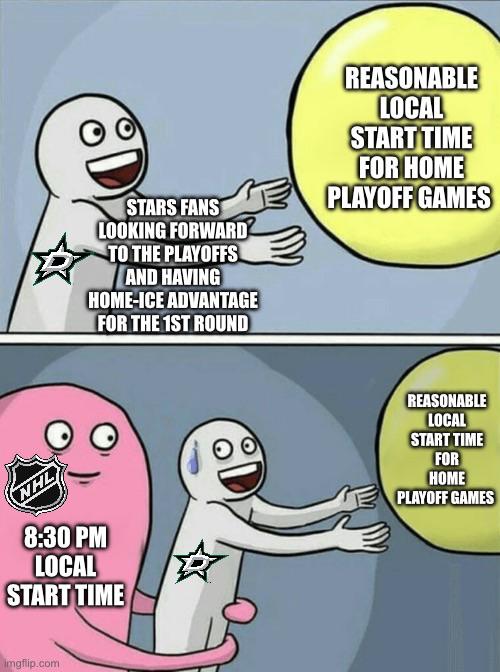 REASONABLE
LOCAL
START TIME
FOR HOME
PLAYOFF GAMES
STARS FANS
LOOKING FORWARD
TO THE PLAYOFFS
AND HAVING
HOME-ICE ADVANTAGE
FOR THE 1ST ROUND
D
REASONABLE
LOCAL
START TIME
FOR
HOME
PLAYOFF GAMES
NHL
8:30 PM
LOCAL
START TIME
D
imgflip.com